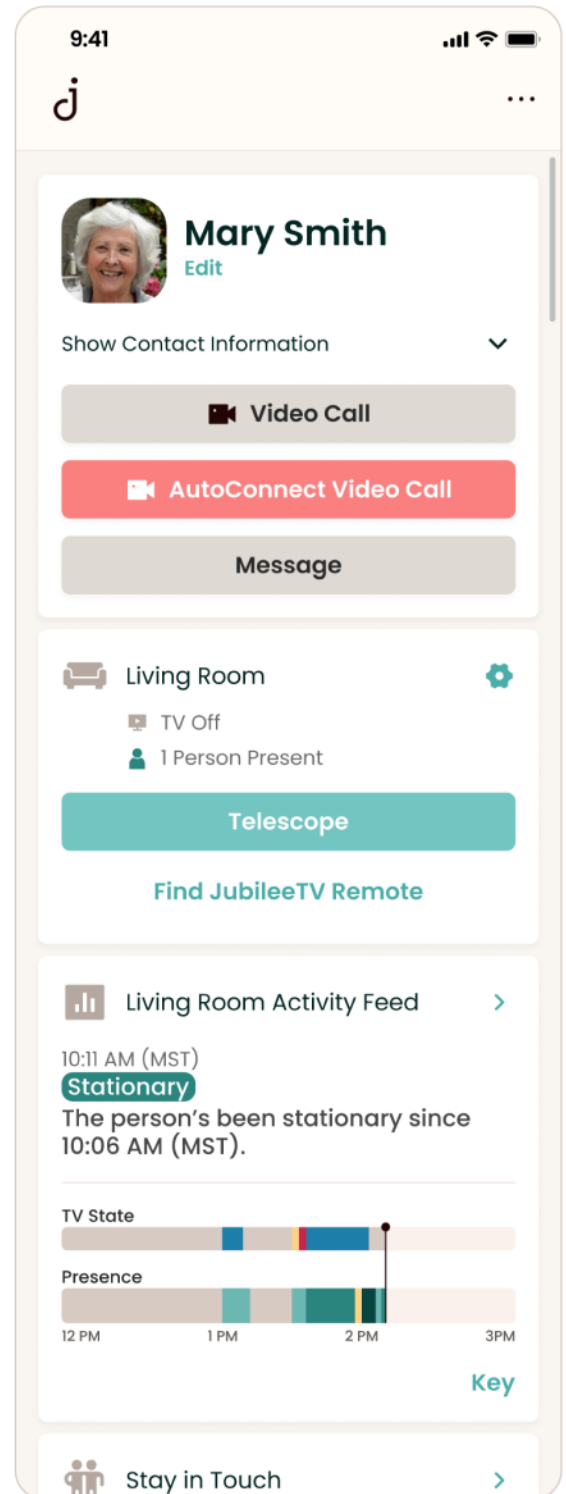 9:41
Mary Smith
Edit
Show Contact Information
Video Call
AutoConnect Video Call
Message
Living Room
TV Off
1 Person Present
Telescope
Find JubileeTV Remote
Living Room Activity Feed
10:11 AM (MST)
Stationary
The person's been stationary since
10:06 AM (MST).
TV State
Presence
12 PM 1 PM 2 PM 3PM
Key
Stay in Touch